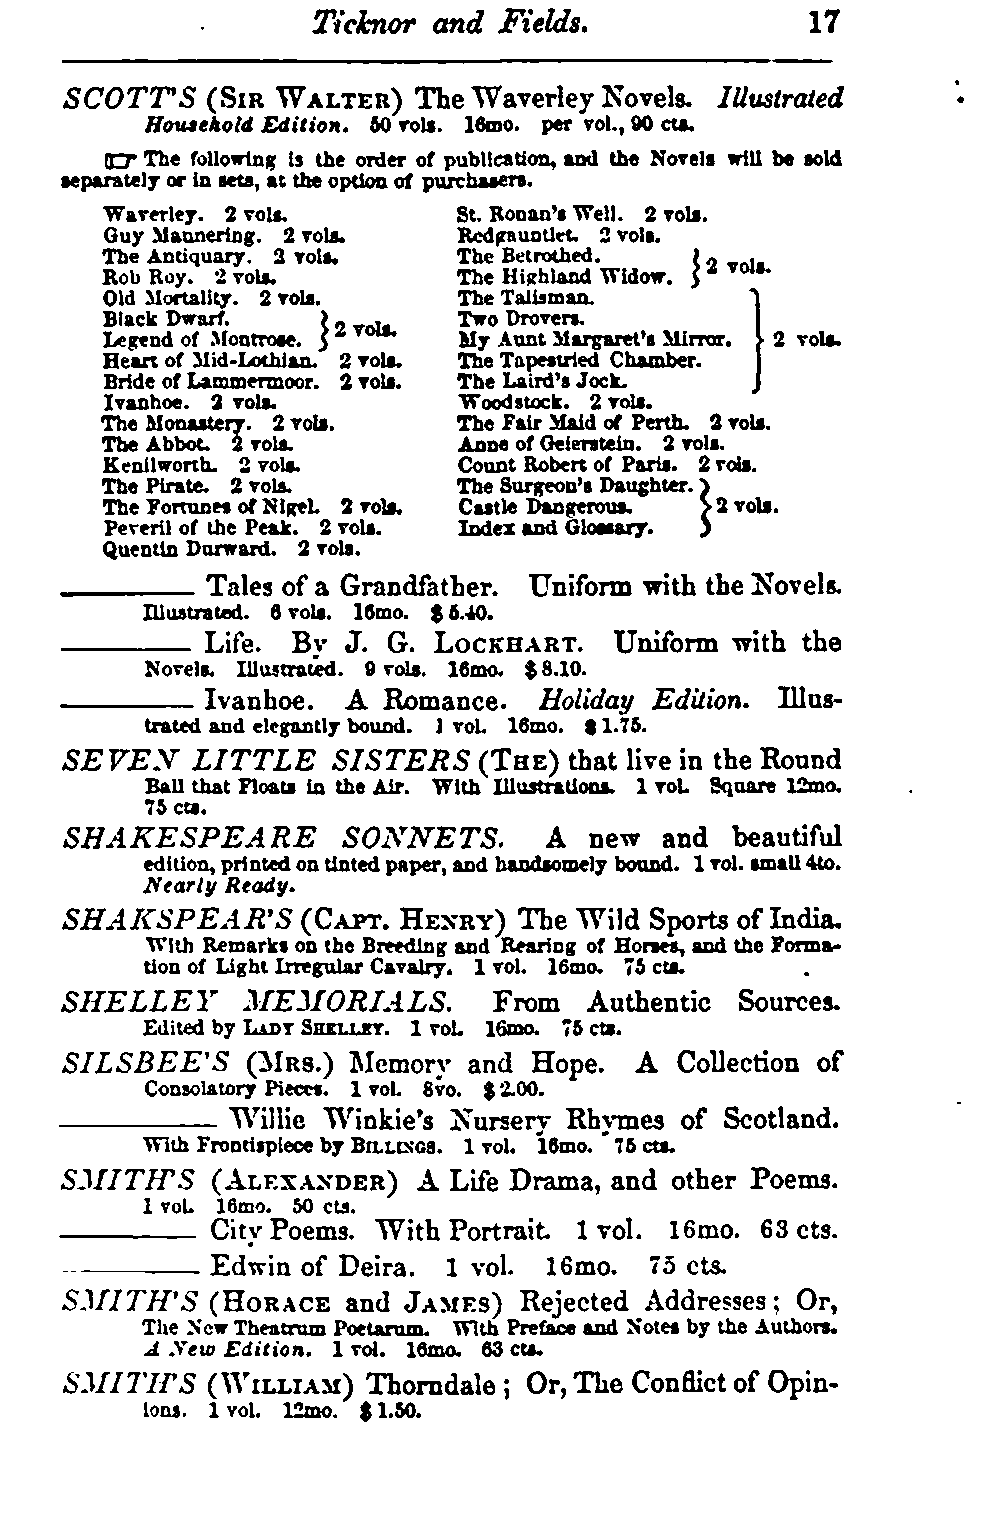 Ticknor and Fields. 17
SCOTT'S (SIR WALTER) The Waverley Novels. Illustrated
Household Edition. 50 vols. 16mo. per vol., 90 cts.
☞ The following is the order of publication, and the Novels will be sold
separately or in sets, at the option of purchasers.
Waverley. 2 vols.
Guy Mannering. 2 vols.
The Antiquary. 2 vols.
Rob Roy. 2 vols.
Old Mortality. 2 vols.
Black Dwarf.
Legend of Montrose. } 2 vols.
Heart of Mid-Lothian. 2 vols.
Bride of Lammermoor. 2 vols.
Ivanhoe. 2 vols.
The Monastery. 2 vols.
The Abbot. 2 vols.
Kenilworth. 2 vols.
The Pirate. 2 vols.
The Fortunes of Nigel. 2 vols.
Peveril of the Peak. 2 vols.
Quentin Durward. 2 vols.
St. Ronan's Well. 2 vols.
Redgauntlet. 2 vols.
The Betrothed.
The Highland Widow. } 2 vols.
The Talisman.
Two Drovers.
My Aunt Margaret's Mirror. } 2 vols.
The Tapestried Chamber.
The Laird's Jock.
Woodstock. 2 vols.
The Fair Maid of Perth. 2 vols.
Anne of Geierstein. 2 vols.
Count Robert of Paris. 2 vols.
The Surgeon's Daughter.
Castle Dangerous. } 2 vols.
Index and Glossary.
——— Tales of a Grandfather. Uniform with the Novels.
Illustrated. 6 vols. 16mo. $5.40.
——— Life. By J. G. LOCKHART. Uniform with the
Novels. Illustrated. 9 vols. 16mo. $8.10.
——— Ivanhoe. A Romance. Holiday Edition. Illus-
trated and elegantly bound. 1 vol. 16mo. $1.75.
SEVEN LITTLE SISTERS (THE) that live in the Round
Ball that Floats in the Air. With Illustrations. 1 vol. Square 12mo.
75 cts.
SHAKESPEARE SONNETS. A new and beautiful
edition, printed on tinted paper, and handsomely bound. 1 vol. small 4to.
Nearly Ready.
SHAKSPEAR'S (CAPT. HENRY) The Wild Sports of India.
With Remarks on the Breeding and Rearing of Horses, and the Forma-
tion of Light Irregular Cavalry. 1 vol. 16mo. 75 cts.
SHELLEY MEMORIALS. From Authentic Sources.
Edited by LADY SHELLEY. 1 vol. 16mo. 75 cts.
SILSBEE'S (MRS.) Memory and Hope. A Collection of
Consolatory Pieces. 1 vol. 8vo. $2.00.
——— Willie Winkie's Nursery Rhymes of Scotland.
With Frontispiece by BILLINGS. 1 vol. 16mo. 75 cts.
SMITH'S (ALEXANDER) A Life Drama, and other Poems.
1 vol. 16mo. 50 cts.
——— City Poems. With Portrait. 1 vol. 16mo. 63 cts.
——— Edwin of Deira. 1 vol. 16mo. 75 cts.
SMITH'S (HORACE and JAMES) Rejected Addresses; Or,
The New Theatrum Poetarum. With Preface and Notes by the Authors.
A New Edition. 1 vol. 16mo. 63 cts.
SMITH'S (WILLIAM) Thorndale; Or, The Conflict of Opin-
ions. 1 vol. 12mo. $1.50.